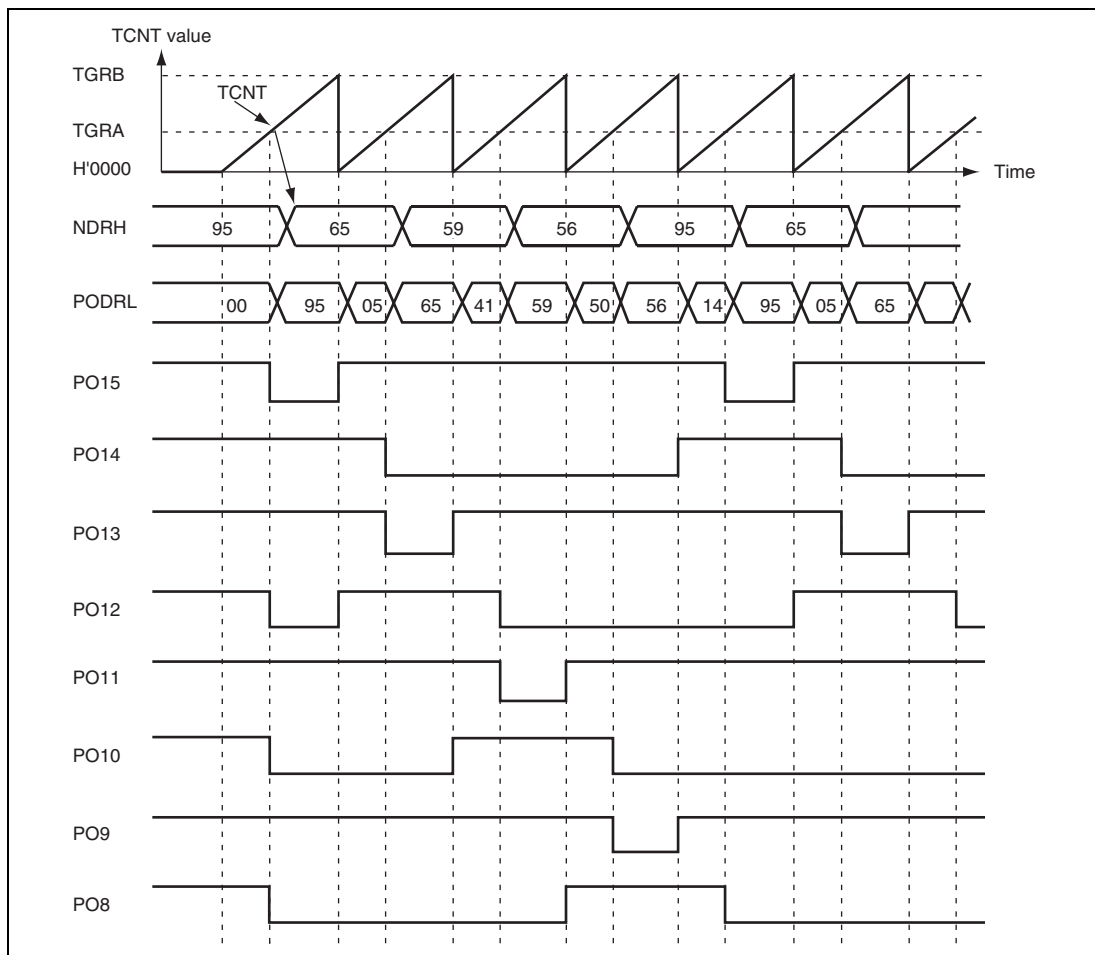 TCNT value
TGRB
TCNT
TGRA
H'0000
Time
NDRH 95 65 59 56 95 65
PODRL 00 95 05 65 41 59 50 56 14 95 05 65
PO15
PO14
PO13
PO12
PO11
PO10
PO9
PO8